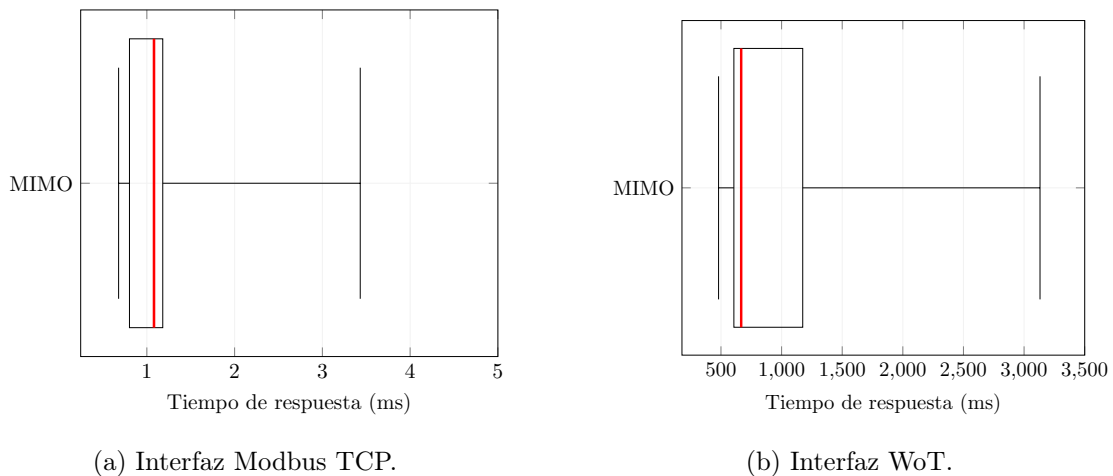 MIMO
1 2 3 4 5
Tiempo de respuesta (ms)
(a) Interfaz Modbus TCP.
MIMO
500 1,000 1,500 2,000 2,500 3,000 3,500
Tiempo de respuesta (ms)
(b) Interfaz WoT.